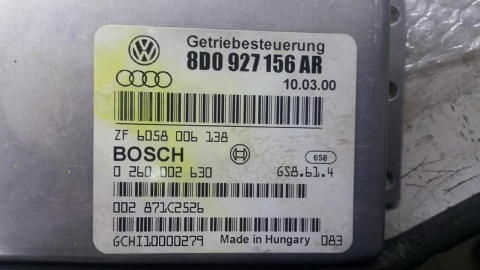 Getriebesteuerung
8D0 927 156 AR
10.03.00
ZF 6058 006 138
BOSCH 658
0 260 002 630 GS8.61.4
002 871C2526
GCHI10000279 Made in Hungary 083